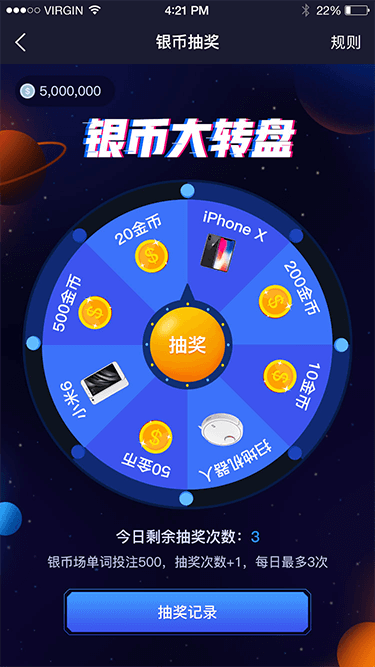 VIRGIN 4:21 PM 22%
银币抽奖 规则
5,000,000
银币大转盘
iPhone X
200金币
10金币
扫地机器人
50金币
小米6
500金币
20金币
抽奖
今日剩余抽奖次数：3
银币场单词投注500，抽奖次数+1，每日最多3次
抽奖记录